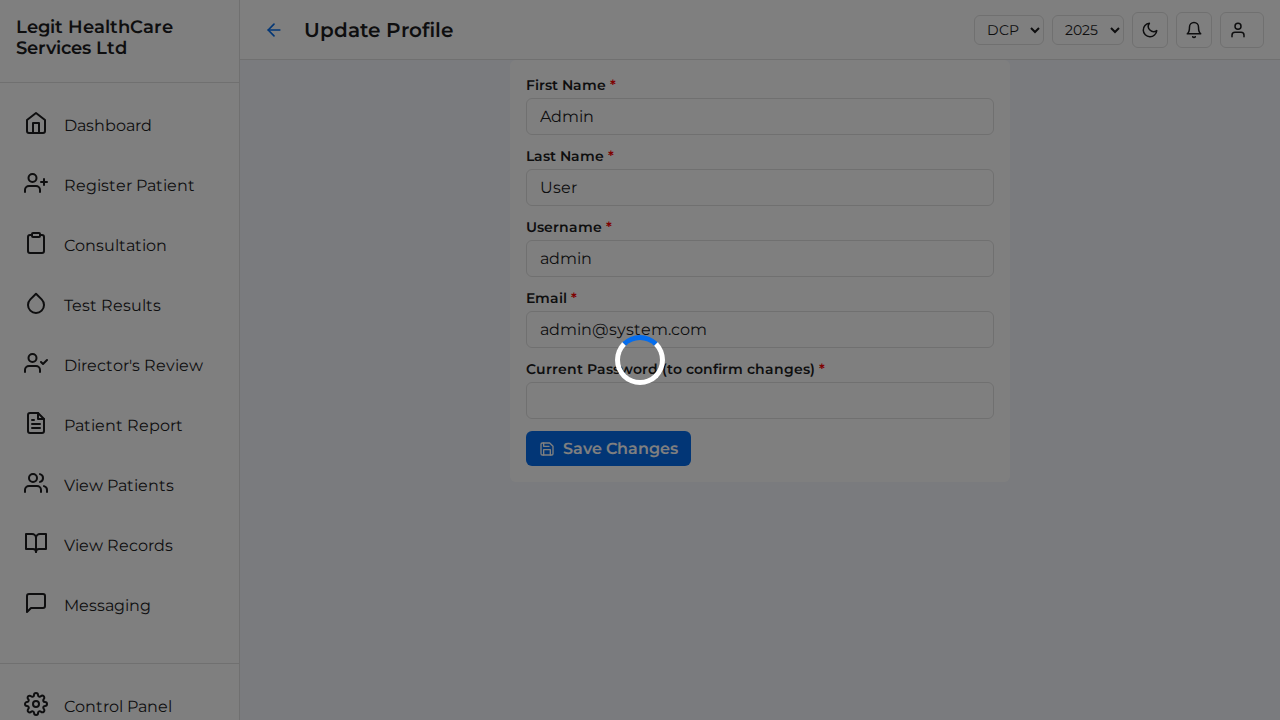 Legit HealthCare
Services Ltd
Dashboard
Register Patient
Consultation
Test Results
Director's Review
Patient Report
View Patients
View Records
Messaging
Control Panel
Update Profile
DCP
2025
First Name *
Admin
Last Name *
User
Username *
admin
Email *
admin@system.com
Current Password (to confirm changes) *
Save Changes